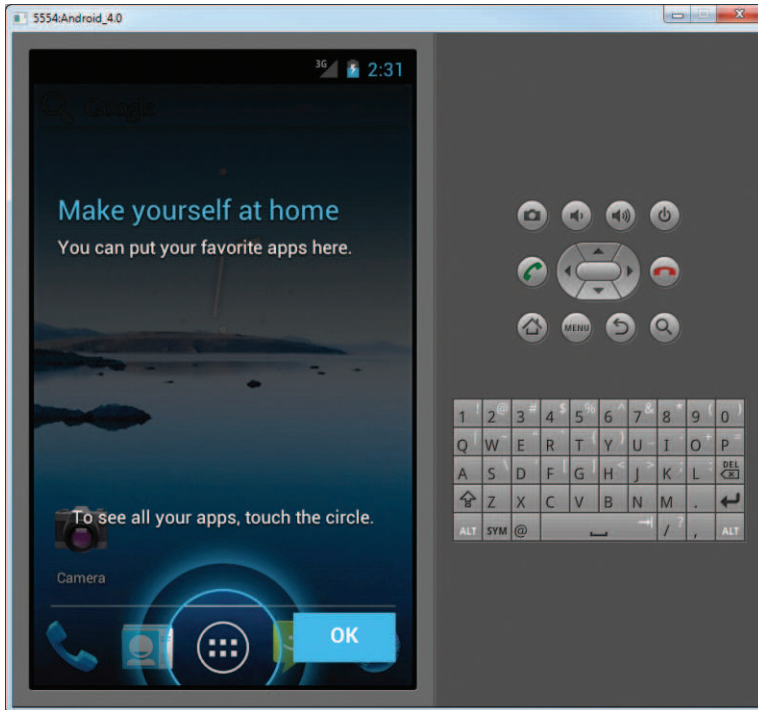 5554:Android_4.0
3G 2:31
Google
Make yourself at home
You can put your favorite apps here.
To see all your apps, touch the circle.
Camera
OK
MENU
1 ! 2 @ 3 # 4 $ 5 % 6 ^ 7 & 8 * 9 ( 0 )
Q | W ~ E " R ` T { Y } U _ I - O + P =
A S \ D ' F [ G ] H < J > K ; L : DEL
Z X C V B N M .
ALT SYM @ / ? , ALT